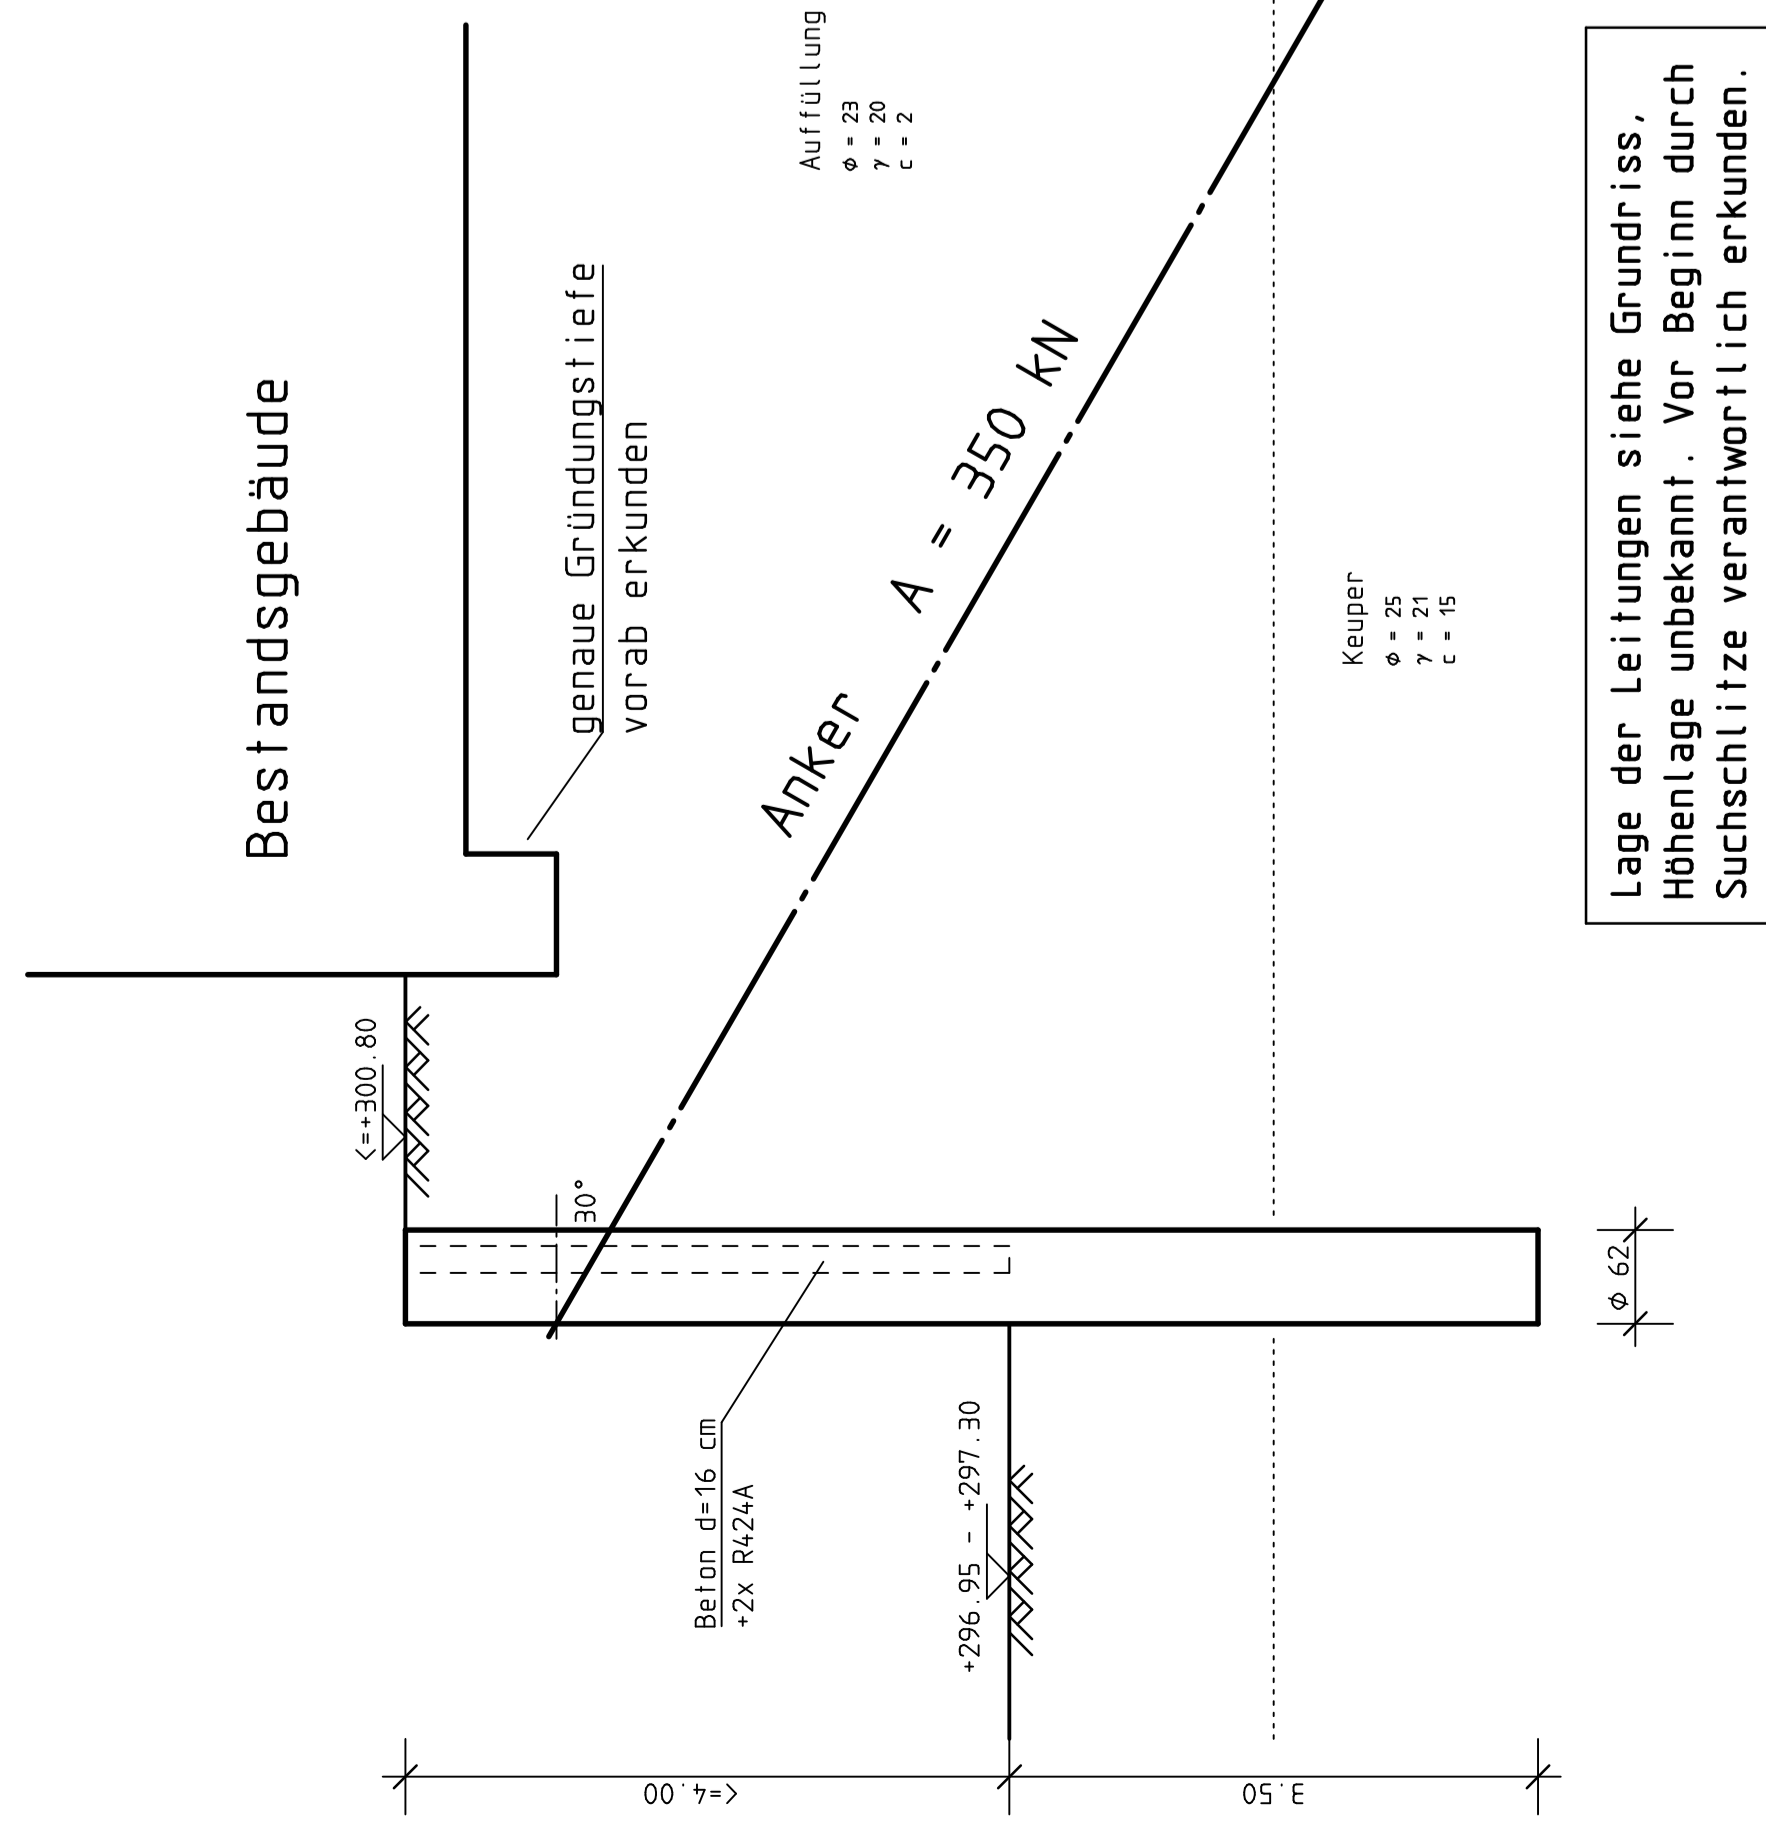 Bestandsgebäude
<=+300.80
genaue Gründungstiefe
vorab erkunden
Auffüllung
φ = 23
γ = 20
c = 2
30°
Anker A = 350 kN
Beton d=16 cm
+2x R424A
+296.95 - +297.30
Keuper
φ = 25
γ = 21
c = 15
<=4.00
3.50
Φ 62
Lage der Leitungen siehe Grundriss,
Höhenlage unbekannt. Vor Beginn durch
Suchschlitze verantwortlich erkunden.